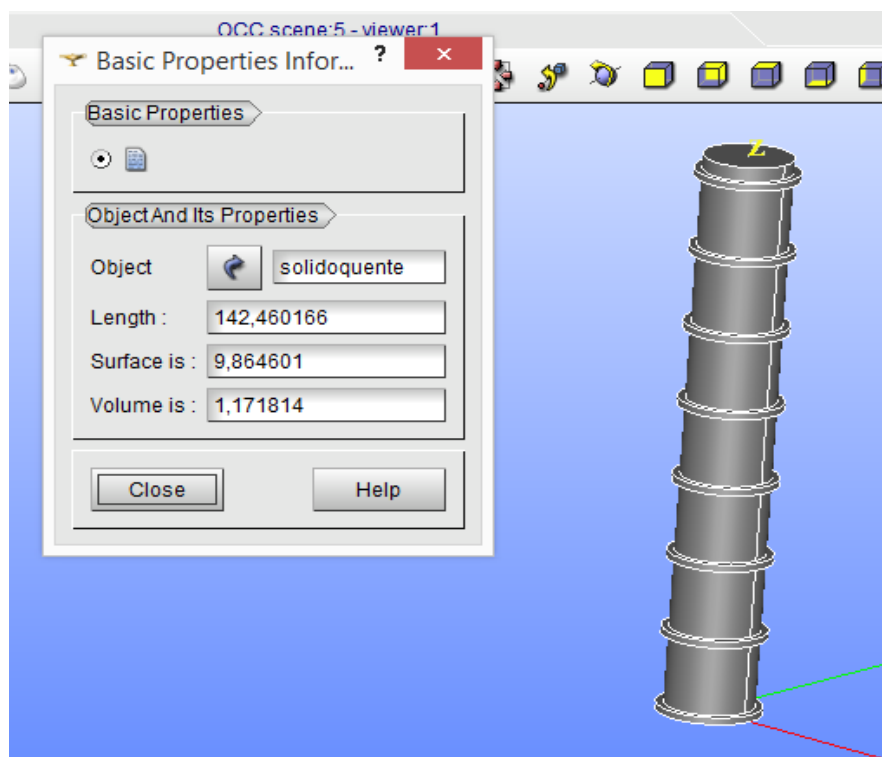 OCC scene:5 - viewer:1
Basic Properties Infor... ?
Basic Properties
Object And Its Properties
Object solidoquente
Length : 142,460166
Surface is : 9,864601
Volume is : 1,171814
Close Help
Z